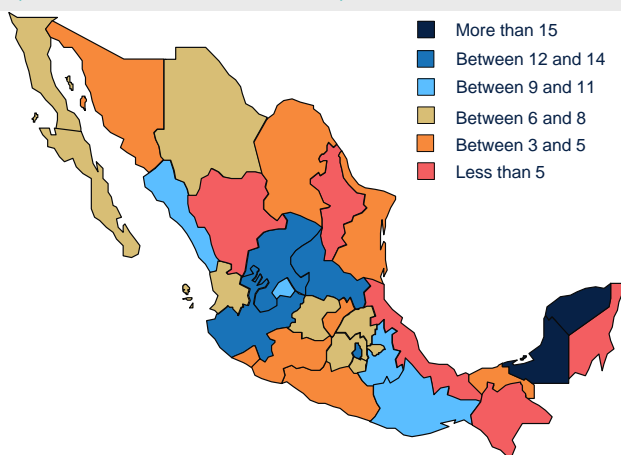 More than 15
Between 12 and 14
Between 9 and 11
Between 6 and 8
Between 3 and 5
Less than 5